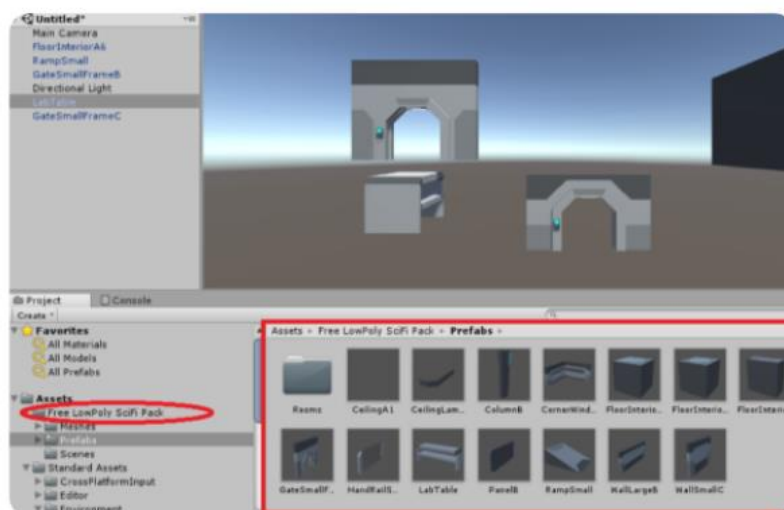 Untitled*
Main Camera
FloorInteriorA6
RampSmall
GateSmallFrameB
Directional Light
LabTable
GateSmallFrameC
Project Console
Create
Favorites
All Materials
All Models
All Prefabs
Assets
Free LowPoly SciFi Pack
Meshes
Prefabs
Scenes
Standard Assets
CrossPlatformInput
Editor
Environment
Assets Free LowPoly SciFi Pack Prefabs
Rooms CeilingA1 CeilingLam.. ColumnB CornerWind.. FloorInterio.. FloorInterio.. FloorInterio
GateSmallF.. HandRailS.. LabTable PanelB RampSmall WallLargeB WallSmallC